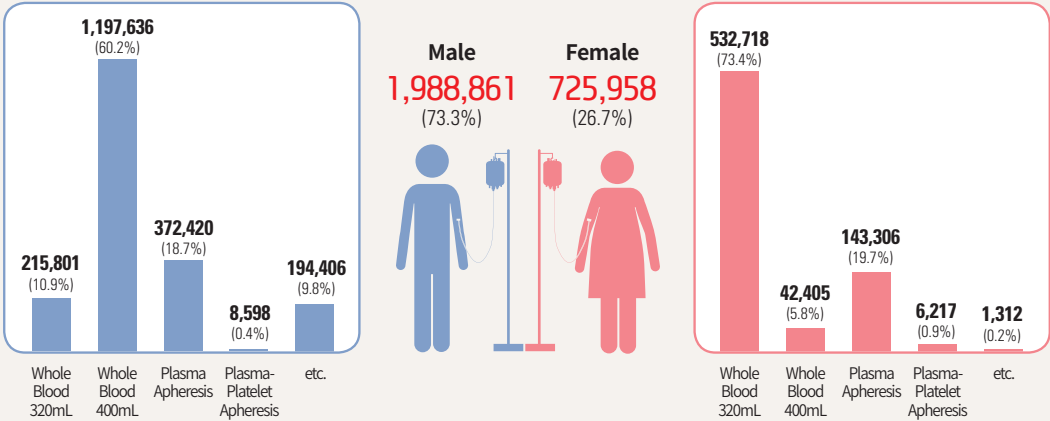 1,197,636
(60.2%)
372,420
(18.7%)
215,801
(10.9%)
194,406
(9.8%)
8,598
(0.4%)
Whole
Blood
320mL
Whole
Blood
400mL
Plasma
Apheresis
Plasma-
Platelet
Apheresis
etc.
Male
1,988,861
(73.3%)
Female
725,958
(26.7%)
532,718
(73.4%)
143,306
(19.7%)
42,405
(5.8%)
6,217
(0.9%)
1,312
(0.2%)
Whole
Blood
320mL
Whole
Blood
400mL
Plasma
Apheresis
Plasma-
Platelet
Apheresis
etc.